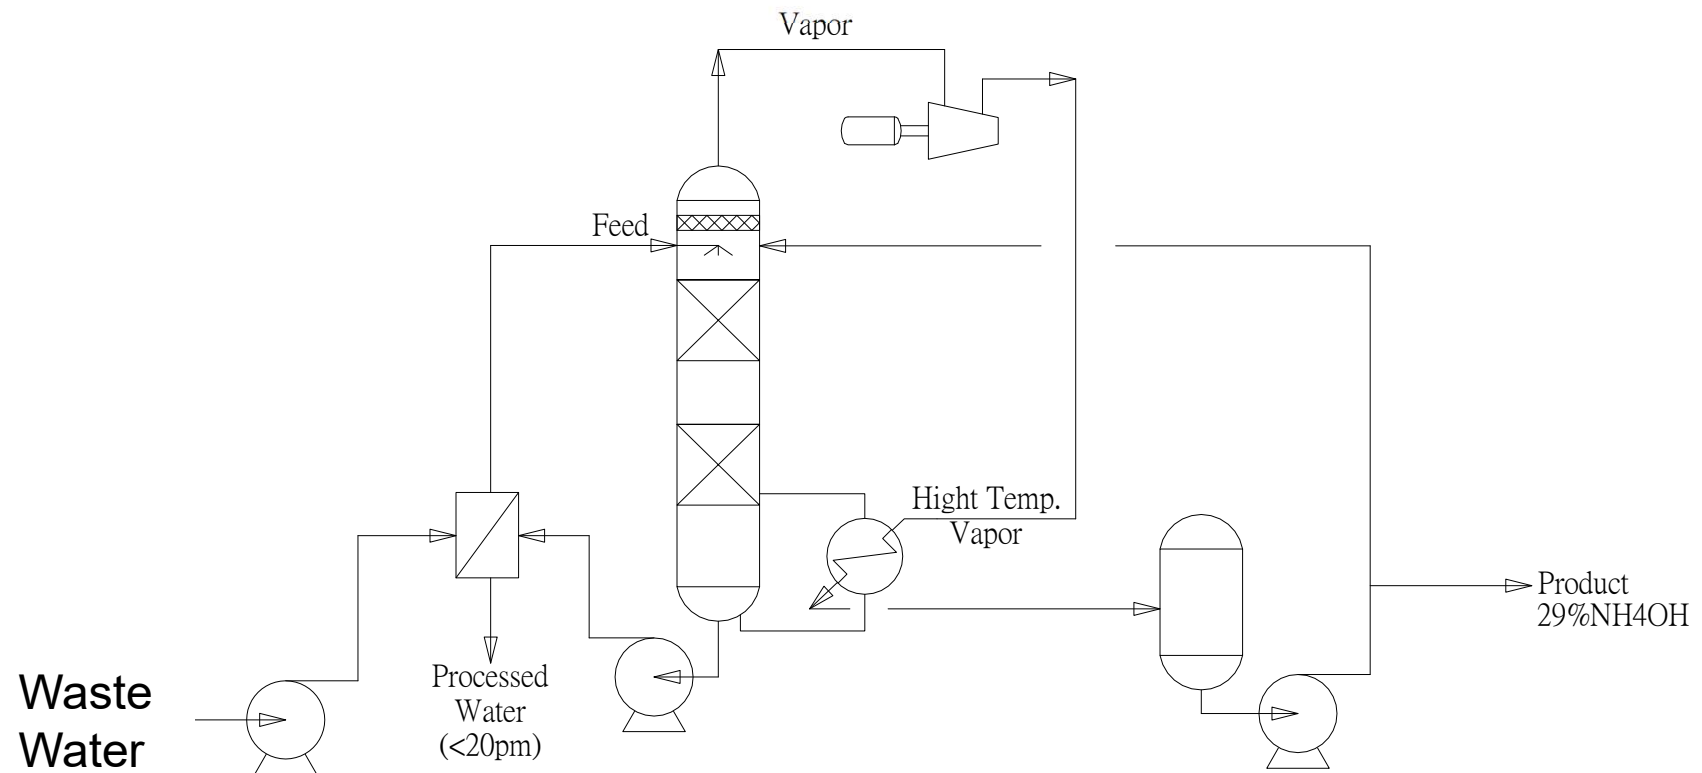 Vapor
Feed
Hight Temp.
Vapor
Product
29%NH4OH
Processed
Water
(<20pm)
Waste
Water